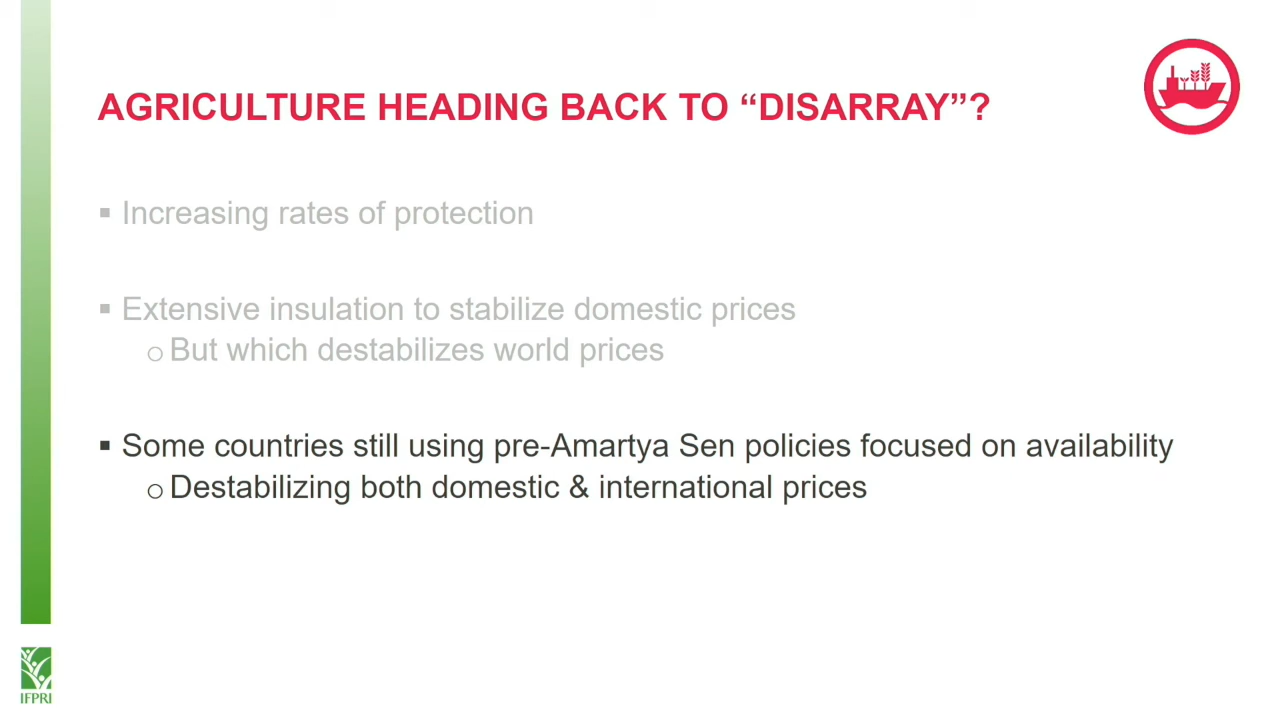 AGRICULTURE HEADING BACK TO “DISARRAY”?
▪ Increasing rates of protection
▪ Extensive insulation to stabilize domestic prices
o But which destabilizes world prices
▪ Some countries still using pre-Amartya Sen policies focused on availability
o Destabilizing both domestic & international prices
IFPRI